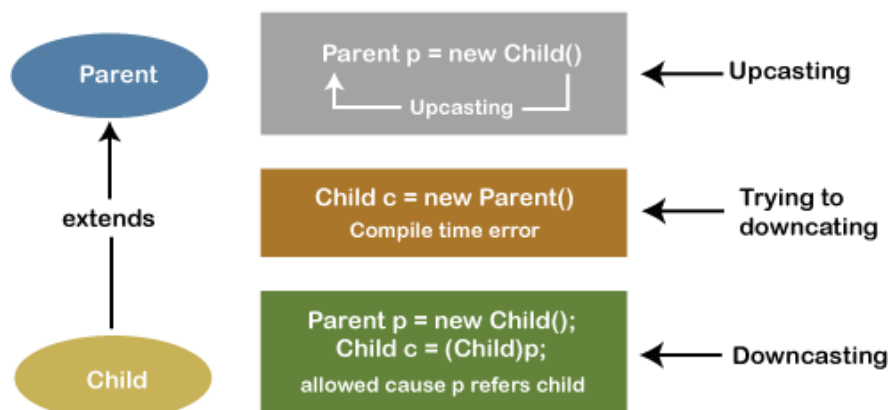 Parent
extends
Child
Parent p = new Child()
Upcasting
Upcasting
Child c = new Parent()
Compile time error
Trying to
downcating
Parent p = new Child();
Child c = (Child)p;
allowed cause p refers child
Downcasting